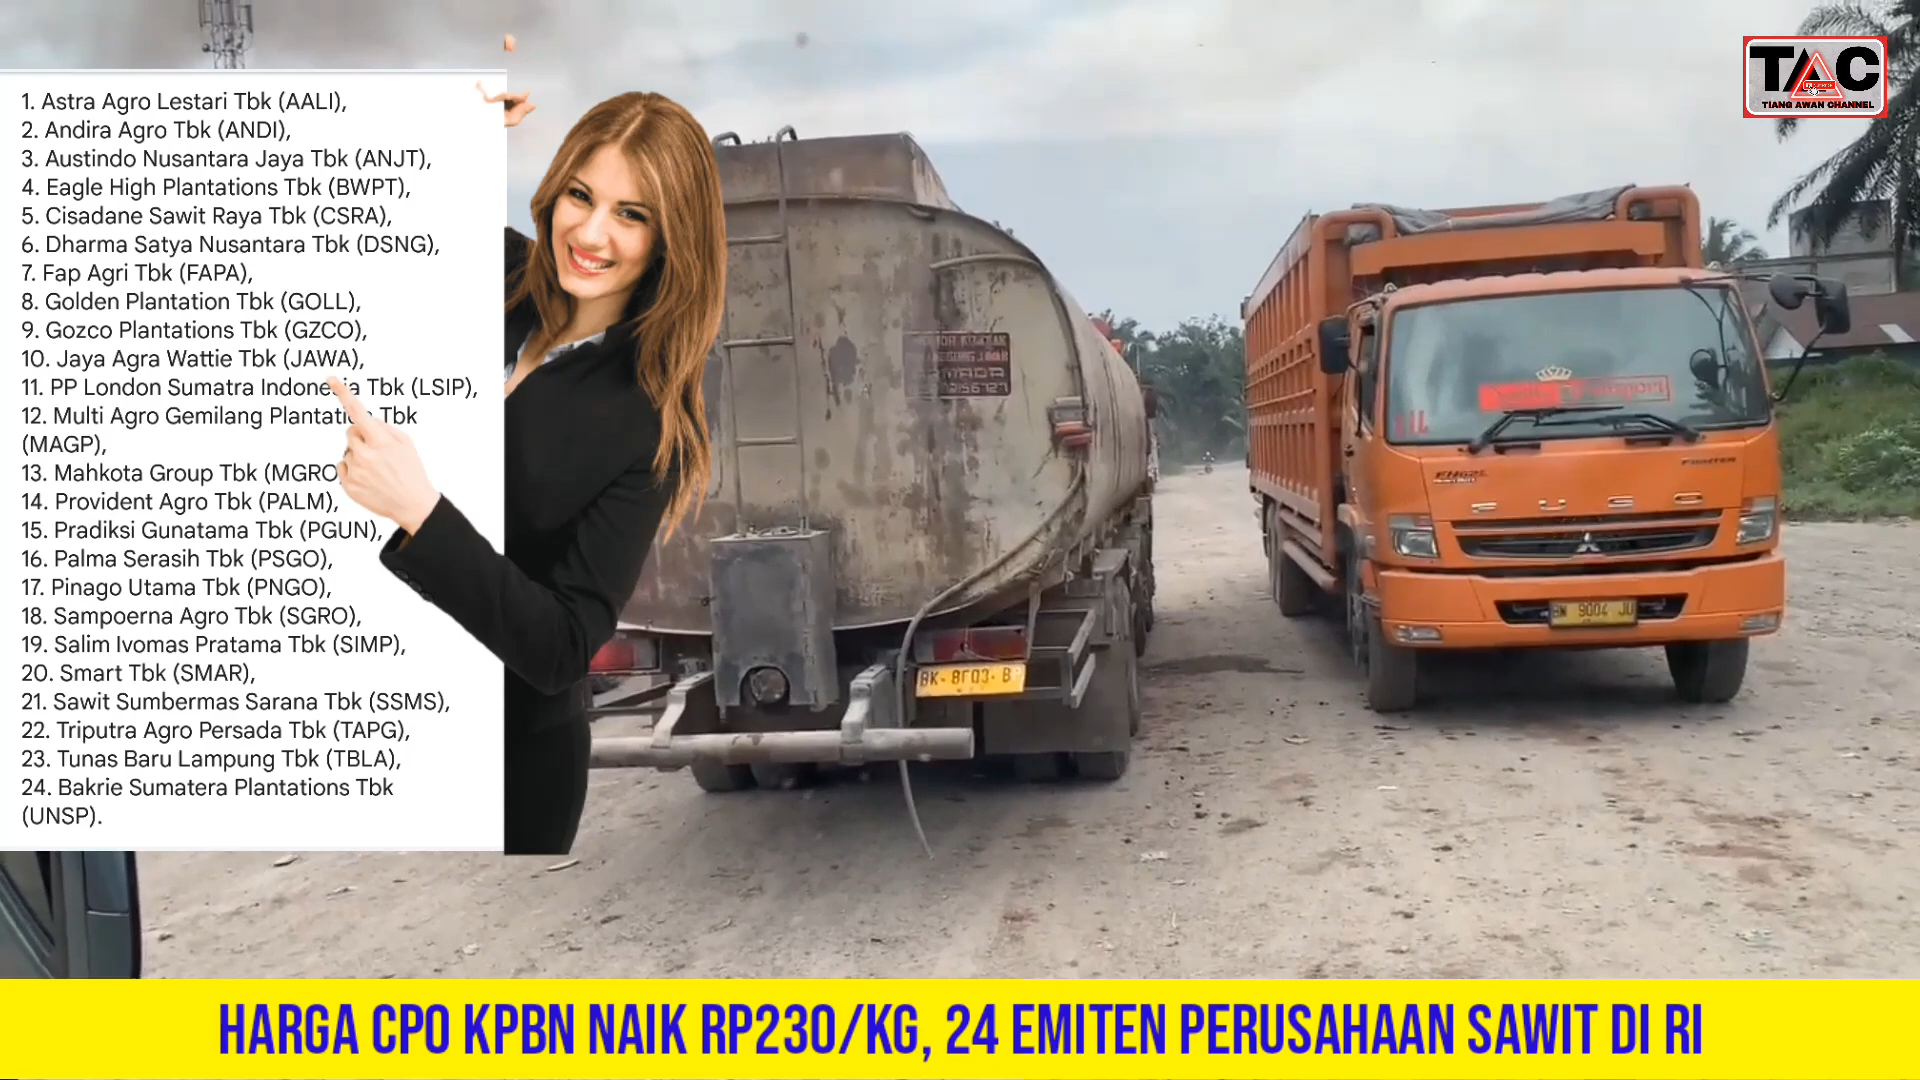 1. Astra Agro Lestari Tbk (AALI),
2. Andira Agro Tbk (ANDI),
3. Austindo Nusantara Jaya Tbk (ANJT),
4. Eagle High Plantations Tbk (BWPT),
5. Cisadane Sawit Raya Tbk (CSRA),
6. Dharma Satya Nusantara Tbk (DSNG),
7. Fap Agri Tbk (FAPA),
8. Golden Plantation Tbk (GOLL),
9. Gozco Plantations Tbk (GZCO),
10. Jaya Agra Wattie Tbk (JAWA),
11. PP London Sumatra Indonesia Tbk (LSIP),
12. Multi Agro Gemilang Plantation Tbk
(MAGP),
13. Mahkota Group Tbk (MGRO
14. Provident Agro Tbk (PALM),
15. Pradiksi Gunatama Tbk (PGUN),
16. Palma Serasih Tbk (PSGO),
17. Pinago Utama Tbk (PNGO),
18. Sampoerna Agro Tbk (SGRO),
19. Salim Ivomas Pratama Tbk (SIMP),
20. Smart Tbk (SMAR),
21. Sawit Sumbermas Sarana Tbk (SSMS),
22. Triputra Agro Persada Tbk (TAPG),
23. Tunas Baru Lampung Tbk (TBLA),
24. Bakrie Sumatera Plantations Tbk
(UNSP).
TAC
TIANG AWAN CHANNEL
FIGHTER
FUSO
BM 9004 JU
HARGA CPO KPBN NAIK RP230/KG, 24 EMITEN PERUSAHAAN SAWIT DI RI